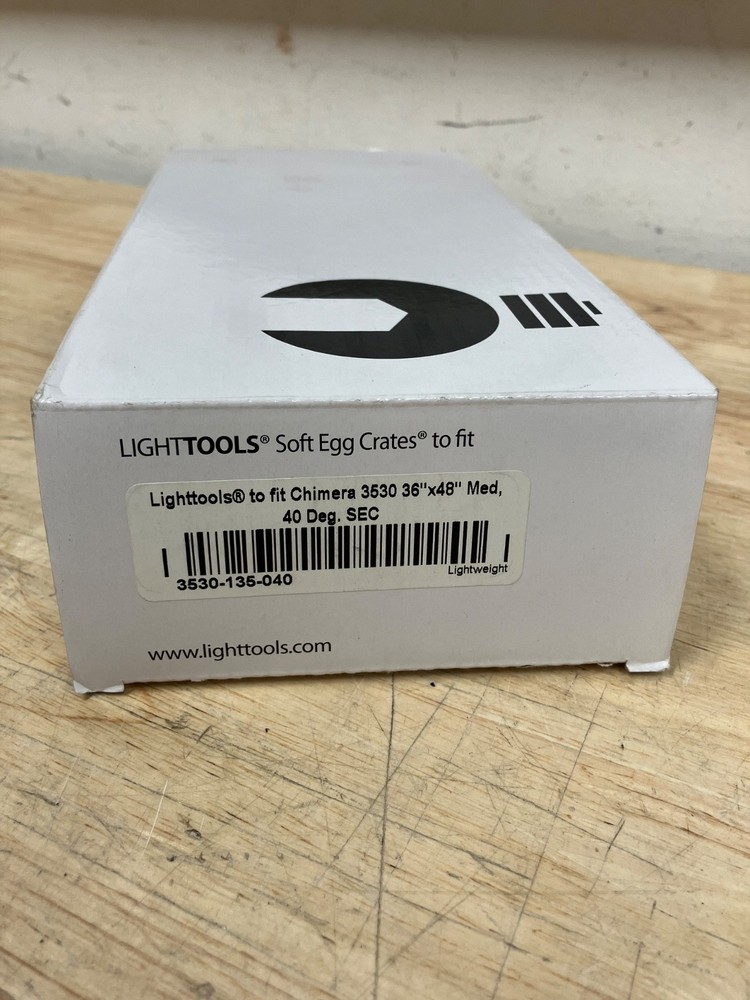 LIGHTTOOLS® Soft Egg Crates® to fit
Lighttools® to fit Chimera 3530 36"x48" Med,
40 Deg. SEC
3530-135-040
Lightweight
www.lighttools.com